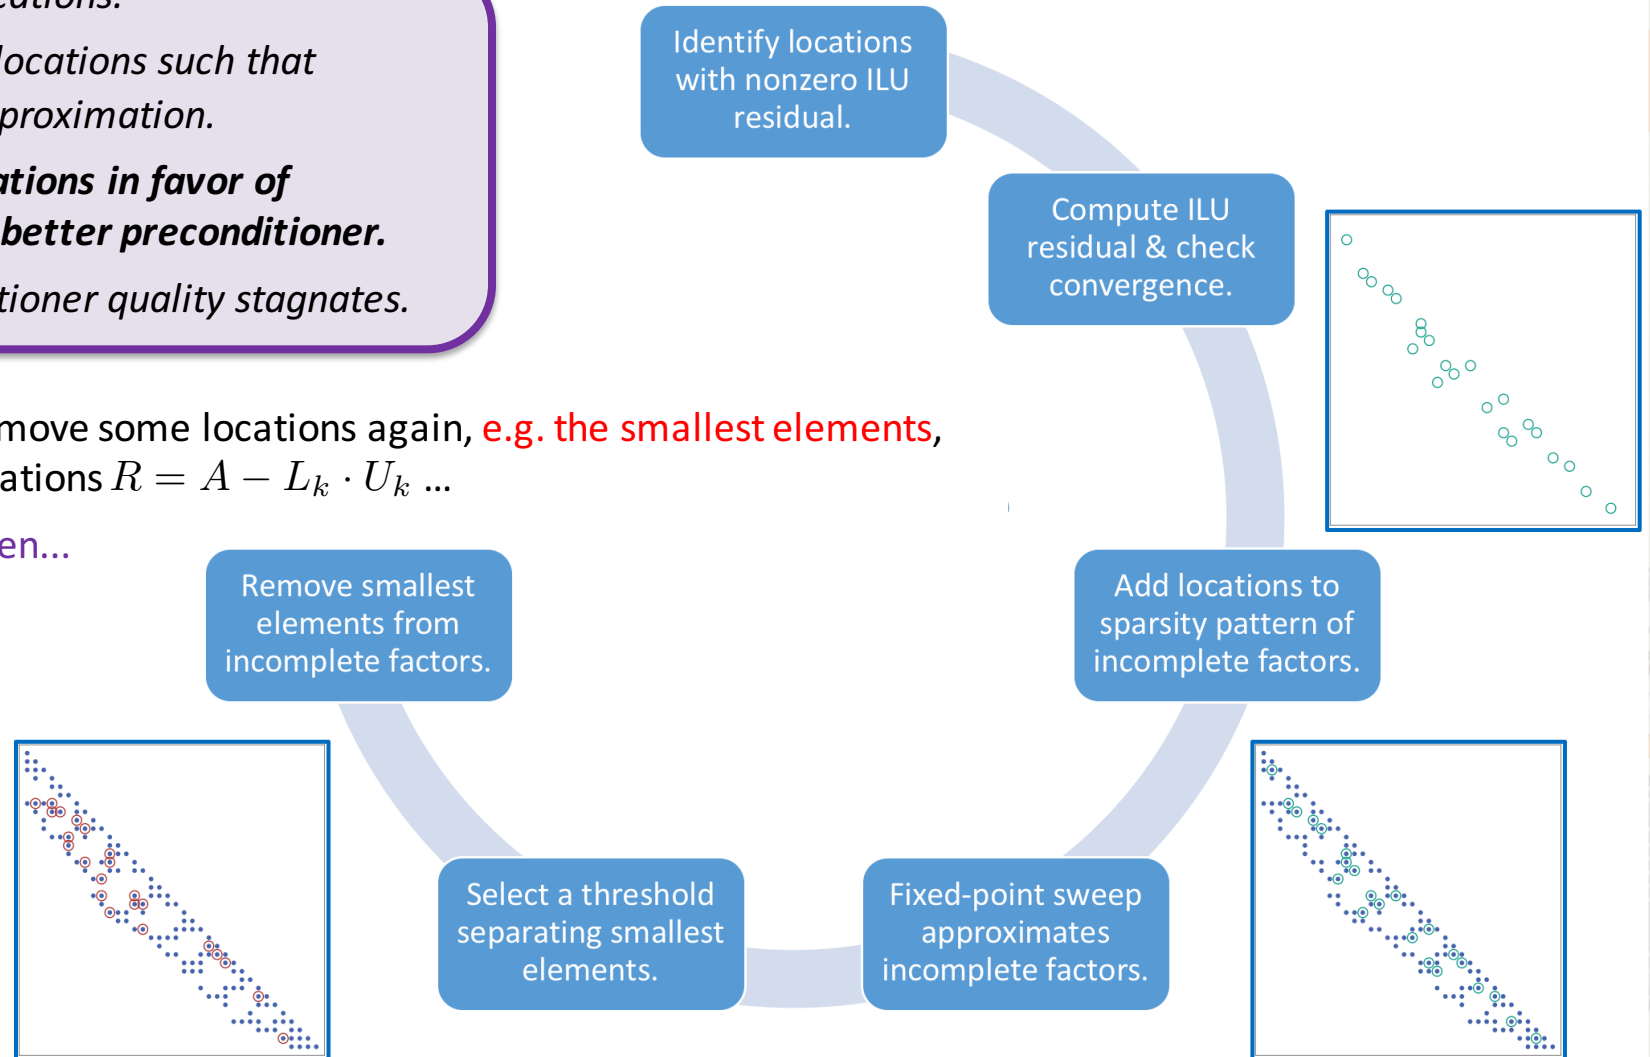 locations such that
proximation.
in favor of
better preconditioner.
quality stagnates.
move some locations again, e.g. the smallest elements,
R = A − L_k · U_k ...
en...
Identify locations
with nonzero ILU
residual.
Compute ILU
residual & check
convergence.
Add locations to
sparsity pattern of
incomplete factors.
Fixed-point sweep
approximates
incomplete factors.
Select a threshold
separating smallest
elements.
Remove smallest
elements from
incomplete factors.